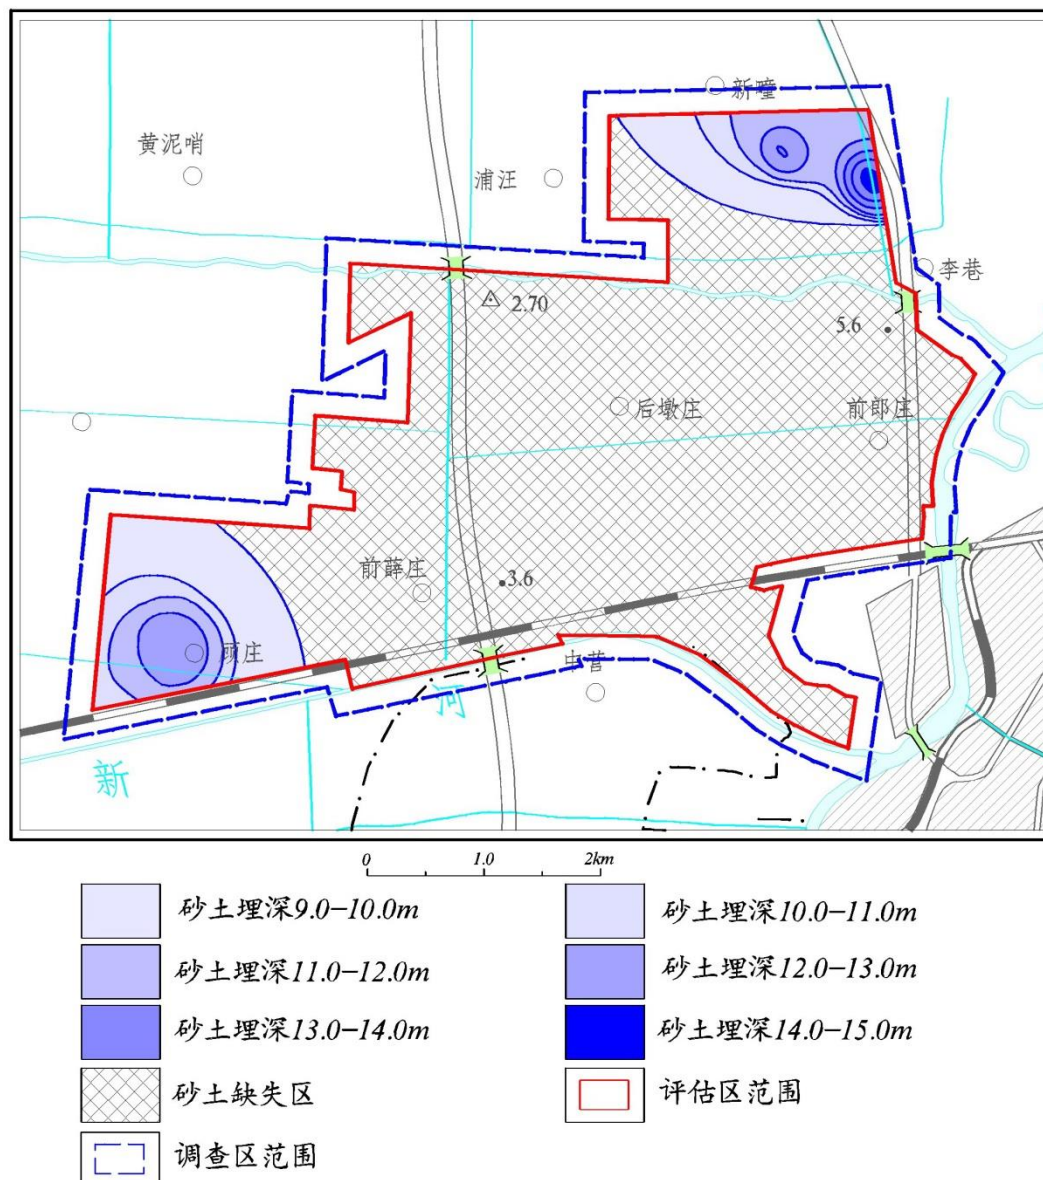 新疃
黄泥哨
浦汪
李巷
2.70
5.6
后墩庄
前郎庄
前薛庄
3.6
顾庄
中营
河
新
0 1.0 2km
砂土埋深9.0-10.0m
砂土埋深10.0-11.0m
砂土埋深11.0-12.0m
砂土埋深12.0-13.0m
砂土埋深13.0-14.0m
砂土埋深14.0-15.0m
砂土缺失区
评估区范围
调查区范围